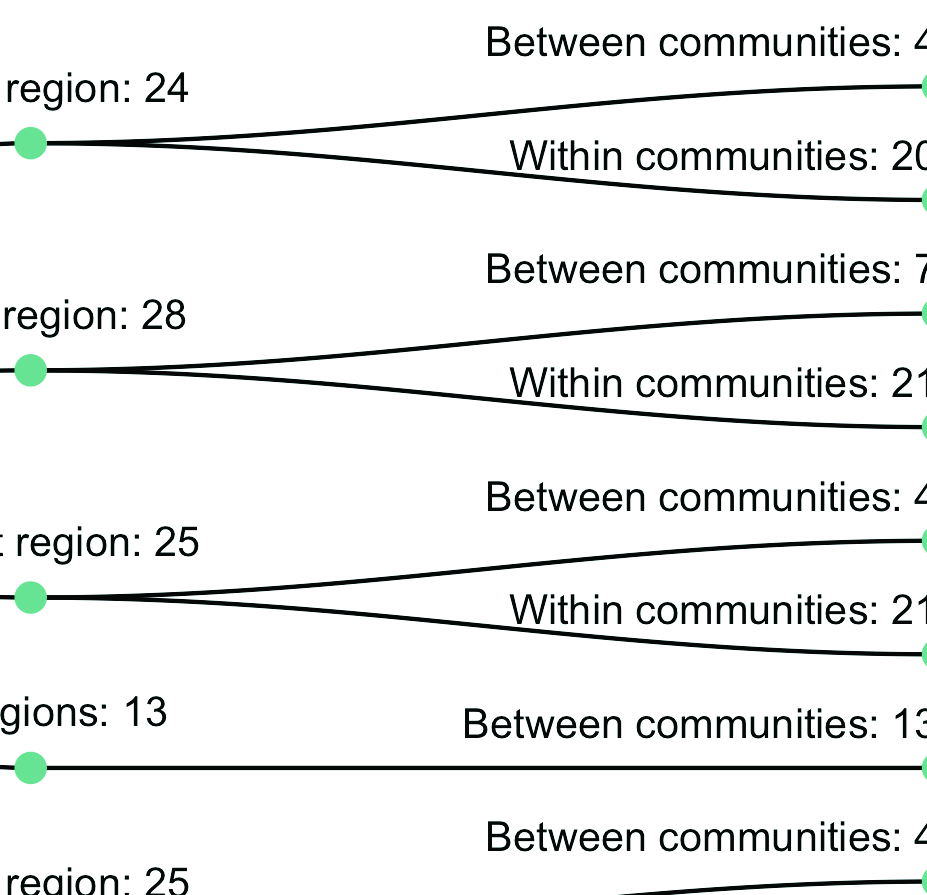 Between communities: 4
region: 24
Within communities: 20
Between communities: 7
region: 28
Within communities: 21
Between communities: 4
region: 25
Within communities: 21
gions: 13
Between communities: 13
Between communities: 4
region: 25